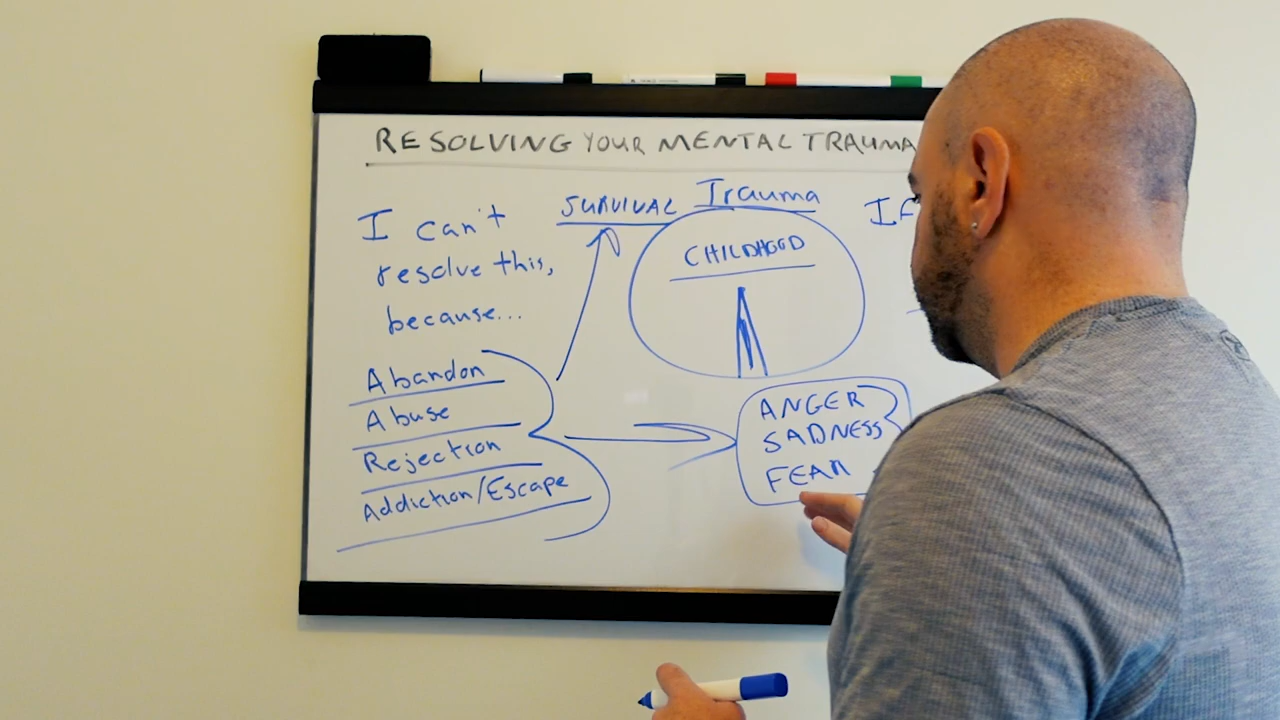 RESOLVING YOUR MENTAL TRAUMA
I can't
resolve this,
because...
Abandon
Abuse
Rejection
Addiction/Escape
SURVIVAL
Trauma
CHILDHOOD
ANGER
SADNESS
FEAR